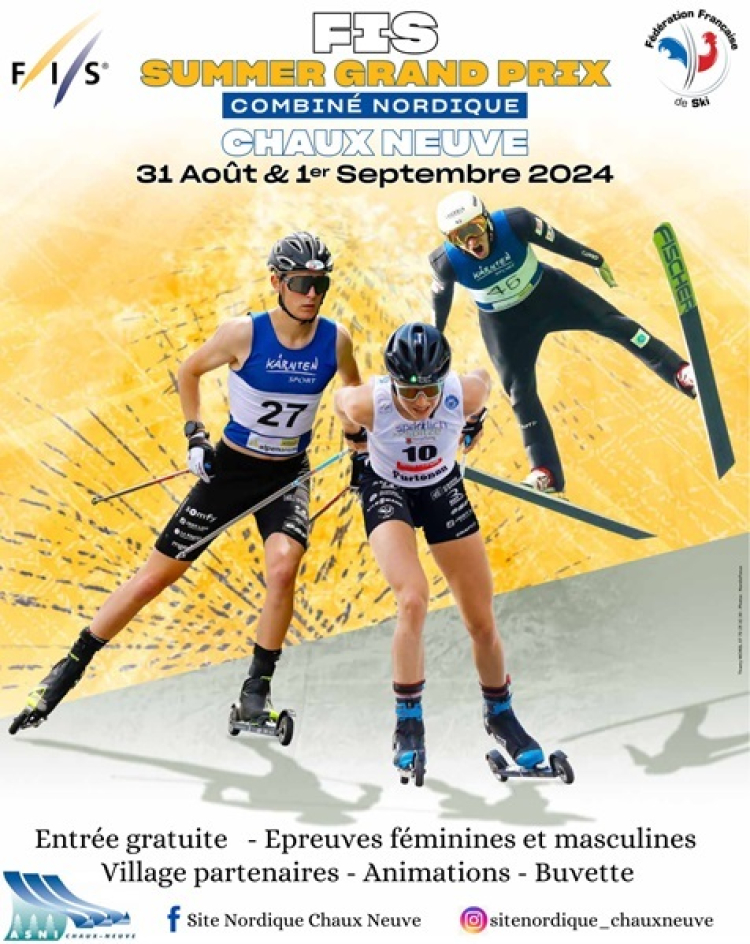 FIS
FIS
SUMMER GRAND PRIX
COMBINÉ NORDIQUE
CHAUX NEUVE
31 Août & 1er Septembre 2024
Fédération Française
de Ski
KÄRNTEN
SPORT
27
KÄRNTEN
46
FISCHER
10
somfy
Entrée gratuite - Epreuves féminines et masculines
Village partenaires - Animations - Buvette
ASNI CHAUX-NEUVE
Site Nordique Chaux Neuve
sitenordique_chauxneuve